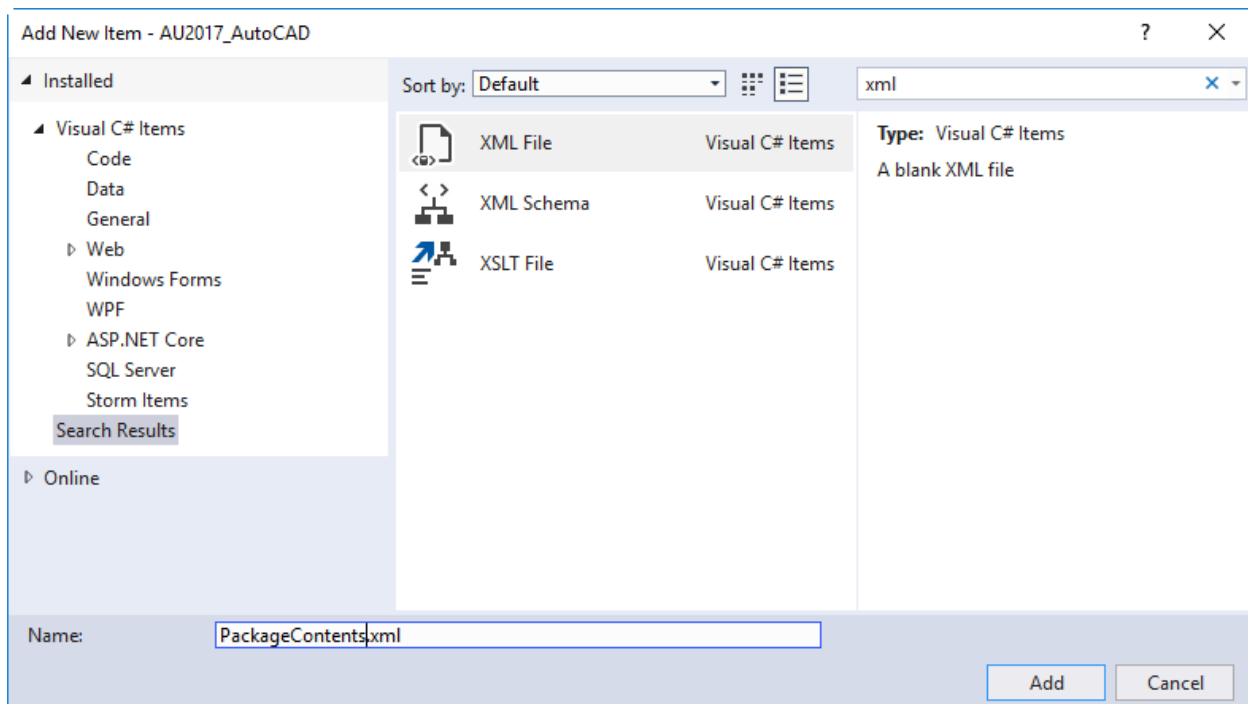 Add New Item - AU2017_AutoCAD
?
Installed
Visual C# Items
Code
Data
General
Web
Windows Forms
WPF
ASP.NET Core
SQL Server
Storm Items
Search Results
Online
Sort by: Default
XML File Visual C# Items
XML Schema Visual C# Items
XSLT File Visual C# Items
xml
Type: Visual C# Items
A blank XML file
Name: PackageContents.xml
Add Cancel